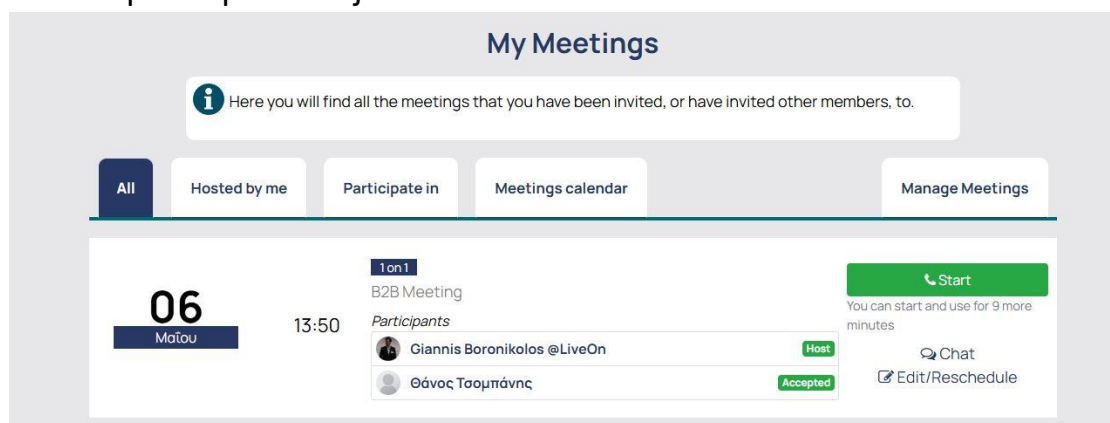 My Meetings
Here you will find all the meetings that you have been invited, or have invited other members, to.
All
Hosted by me
Participate in
Meetings calendar
Manage Meetings
06
Μαΐου
13:50
1 on 1
B2B Meeting
Participants
Giannis Boronikolos @LiveOn
Host
Θάνος Τσουμπάνης
Accepted
Start
You can start and use for 9 more
minutes
Chat
Edit/Reschedule